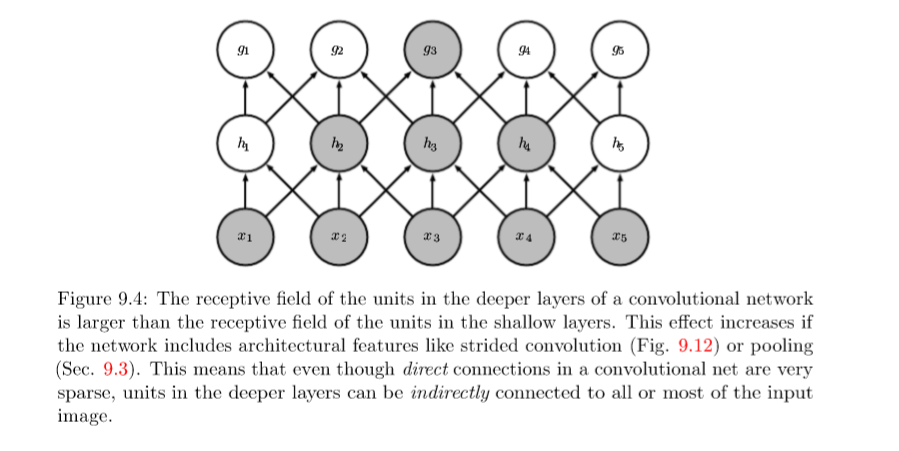 g1 g2 g3 g4 g5
h1 h2 h3 h4 h5
x1 x2 x3 x4 x5
Figure 9.4: The receptive field of the units in the deeper layers of a convolutional network
is larger than the receptive field of the units in the shallow layers. This effect increases if
the network includes architectural features like strided convolution (Fig. 9.12) or pooling
(Sec. 9.3). This means that even though direct connections in a convolutional net are very
sparse, units in the deeper layers can be indirectly connected to all or most of the input
image.